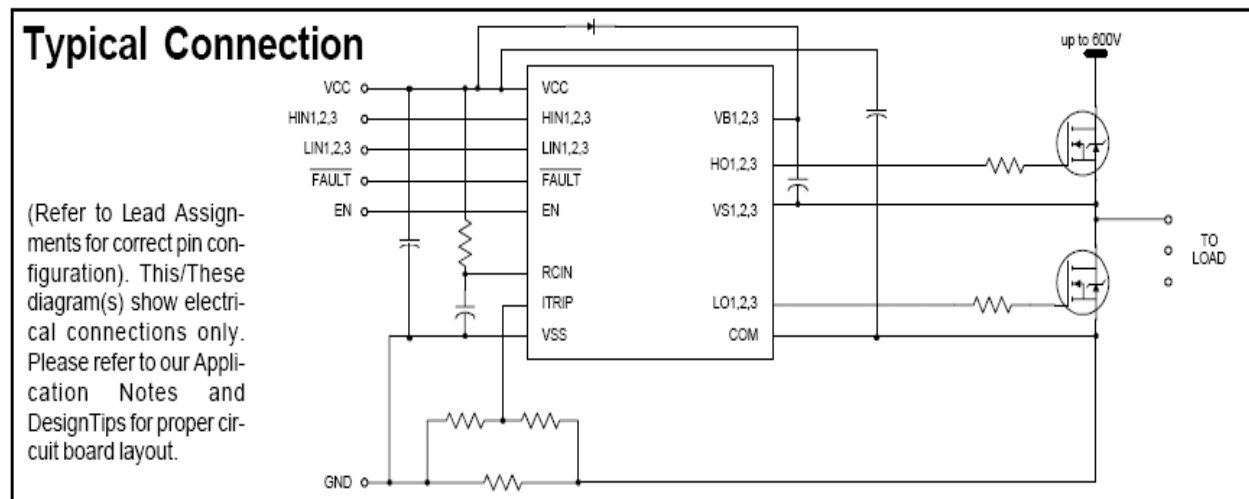 Typical Connection
up to 600V
VCC
HIN1,2,3
LIN1,2,3
FAULT
EN
GND
VCC
HIN1,2,3
LIN1,2,3
FAULT
EN
RCIN
ITRIP
VSS
VB1,2,3
HO1,2,3
VS1,2,3
LO1,2,3
COM
TO
LOAD
(Refer to Lead Assign-
ments for correct pin con-
figuration). This/These
diagram(s) show electri-
cal connections only.
Please refer to our Appli-
cation Notes and
DesignTips for proper cir-
cuit board layout.